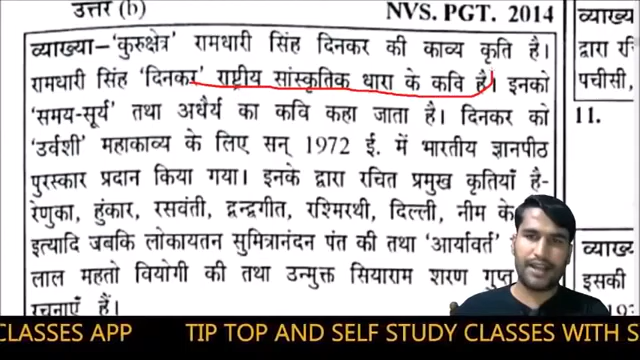 उत्तर (b)
NVS. PGT. 2014
व्याख्या–'कुरुक्षेत्र' रामधारी सिंह दिनकर की काव्य कृति है।
रामधारी सिंह 'दिनकर' राष्ट्रीय सांस्कृतिक धारा के कवि है। इनको
'समय-सूर्य' तथा अधैर्य का कवि कहा जाता है। दिनकर को
'उर्वशी' महाकाव्य के लिए सन् 1972 ई. में भारतीय ज्ञानपीठ
पुरस्कार प्रदान किया गया। इनके द्वारा रचित प्रमुख कृतियाँ है-
रेणुका, हुंकार, रसवंती, द्वन्द्वगीत, रश्मिरथी, दिल्ली, नीम के
इत्यादि जबकि लोकायतन सुमित्रानंदन पंत की तथा 'आर्यावर्त'
लाल महतो वियोगी की तथा उन्मुक्त सियाराम शरण गुप्त
रचनाएँ हैं।
व्याख्या
द्वारा रचि
पचीसी,
11.
व्याख्या
इसकी
CLASSES APP TIP TOP AND SELF STUDY CLASSES WITH S